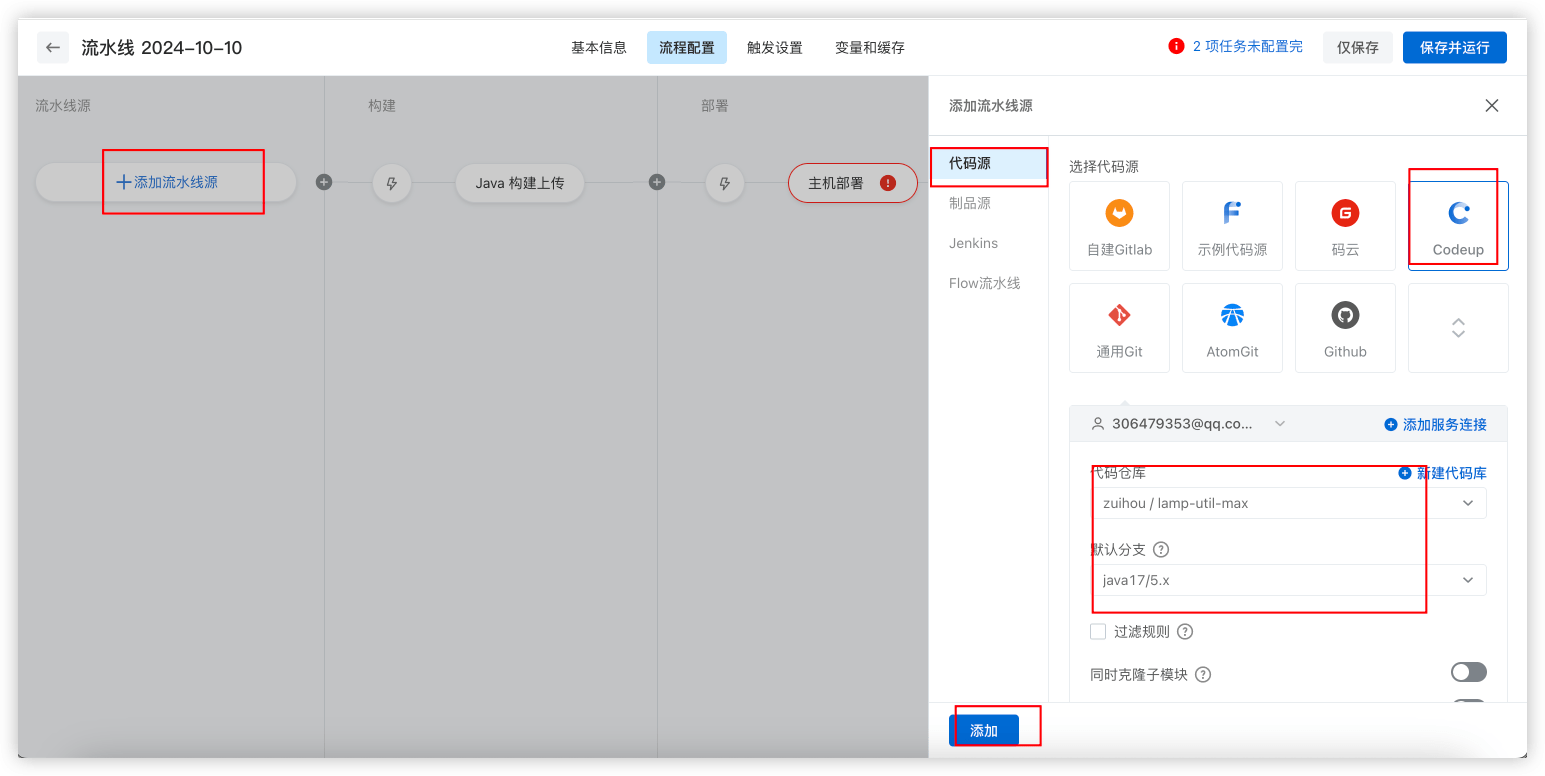 流水线 2024-10-10
基本信息
流程配置
触发设置
变量和缓存
2 项任务未配置完
仅保存
保存并运行
流水线源
构建
部署
添加流水线源
Java 构建上传
主机部署
添加流水线源
代码源
制品源
Jenkins
Flow流水线
选择代码源
自建Gitlab
示例代码源
码云
Codeup
通用Git
AtomGit
Github
306479353@qq.co...
添加服务连接
代码仓库
新建代码库
zuihou / lamp-util-max
默认分支
java17/5.x
过滤规则
同时克隆子模块
添加